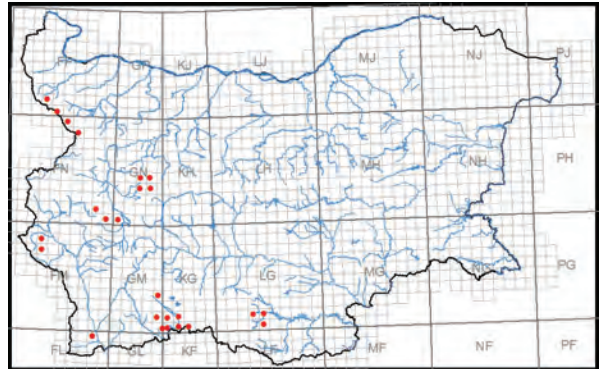 FP GP KJ LJ MJ NJ PJ
FN GN KH LH MH NH PH
FM GM KG LG MG NG PG
FL GL KF LF MF NF PF